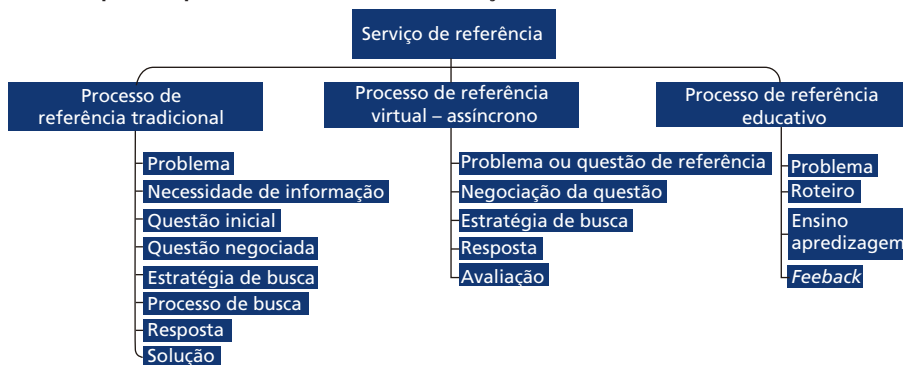 Serviço de referência
Processo de
referência tradicional
Problema
Necessidade de informação
Questão inicial
Questão negociada
Estratégia de busca
Processo de busca
Resposta
Solução
Processo de referência
virtual – assíncrono
Problema ou questão de referência
Negociação da questão
Estratégia de busca
Resposta
Avaliação
Processo de referência
educativo
Problema
Roteiro
Ensino
apredizagem
Feeback